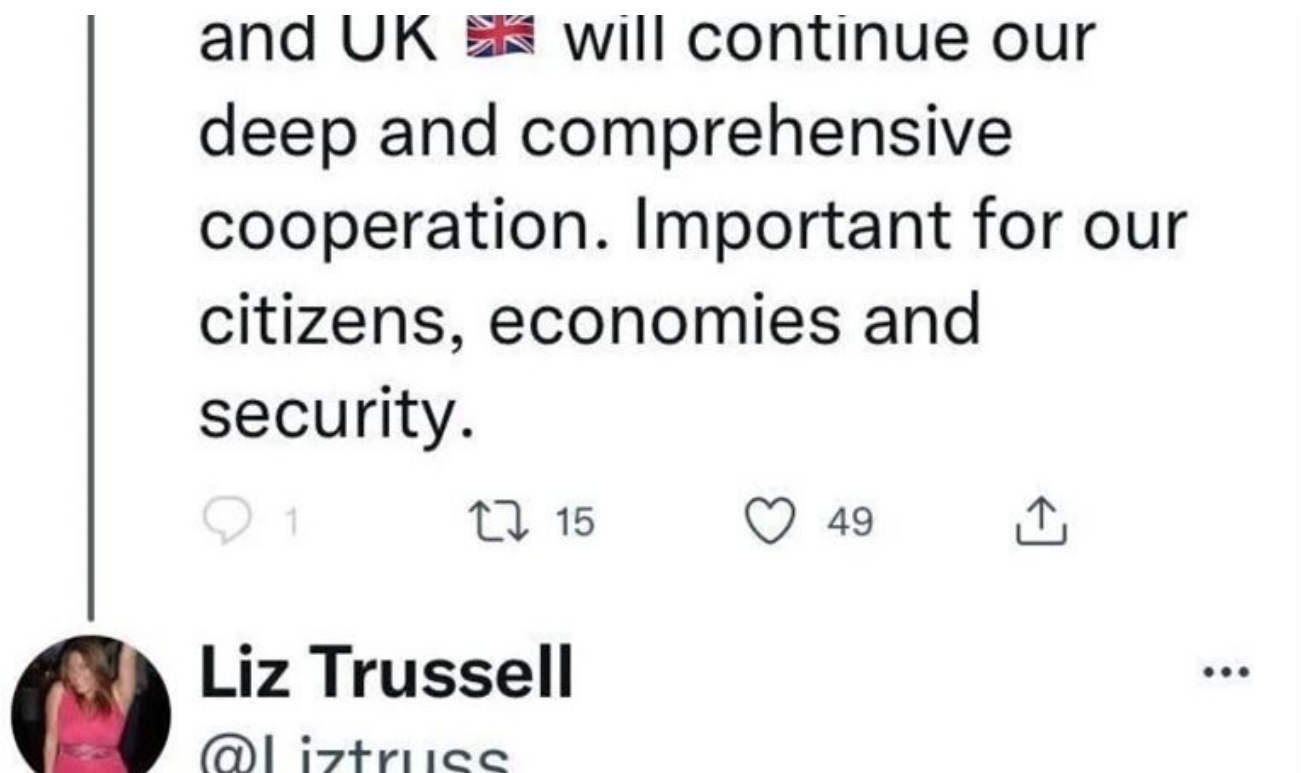 and UK 🇬🇧 will continue our
deep and comprehensive
cooperation. Important for our
citizens, economies and
security.
1 15 49
Liz Trussell
@Liztruss